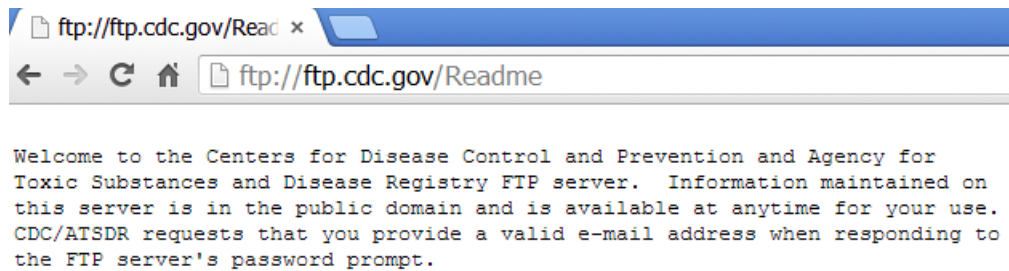 ftp://ftp.cdc.gov/Read
ftp://ftp.cdc.gov/Readme
Welcome to the Centers for Disease Control and Prevention and Agency for
Toxic Substances and Disease Registry FTP server.  Information maintained on
this server is in the public domain and is available at anytime for your use.
CDC/ATSDR requests that you provide a valid e-mail address when responding to
the FTP server's password prompt.